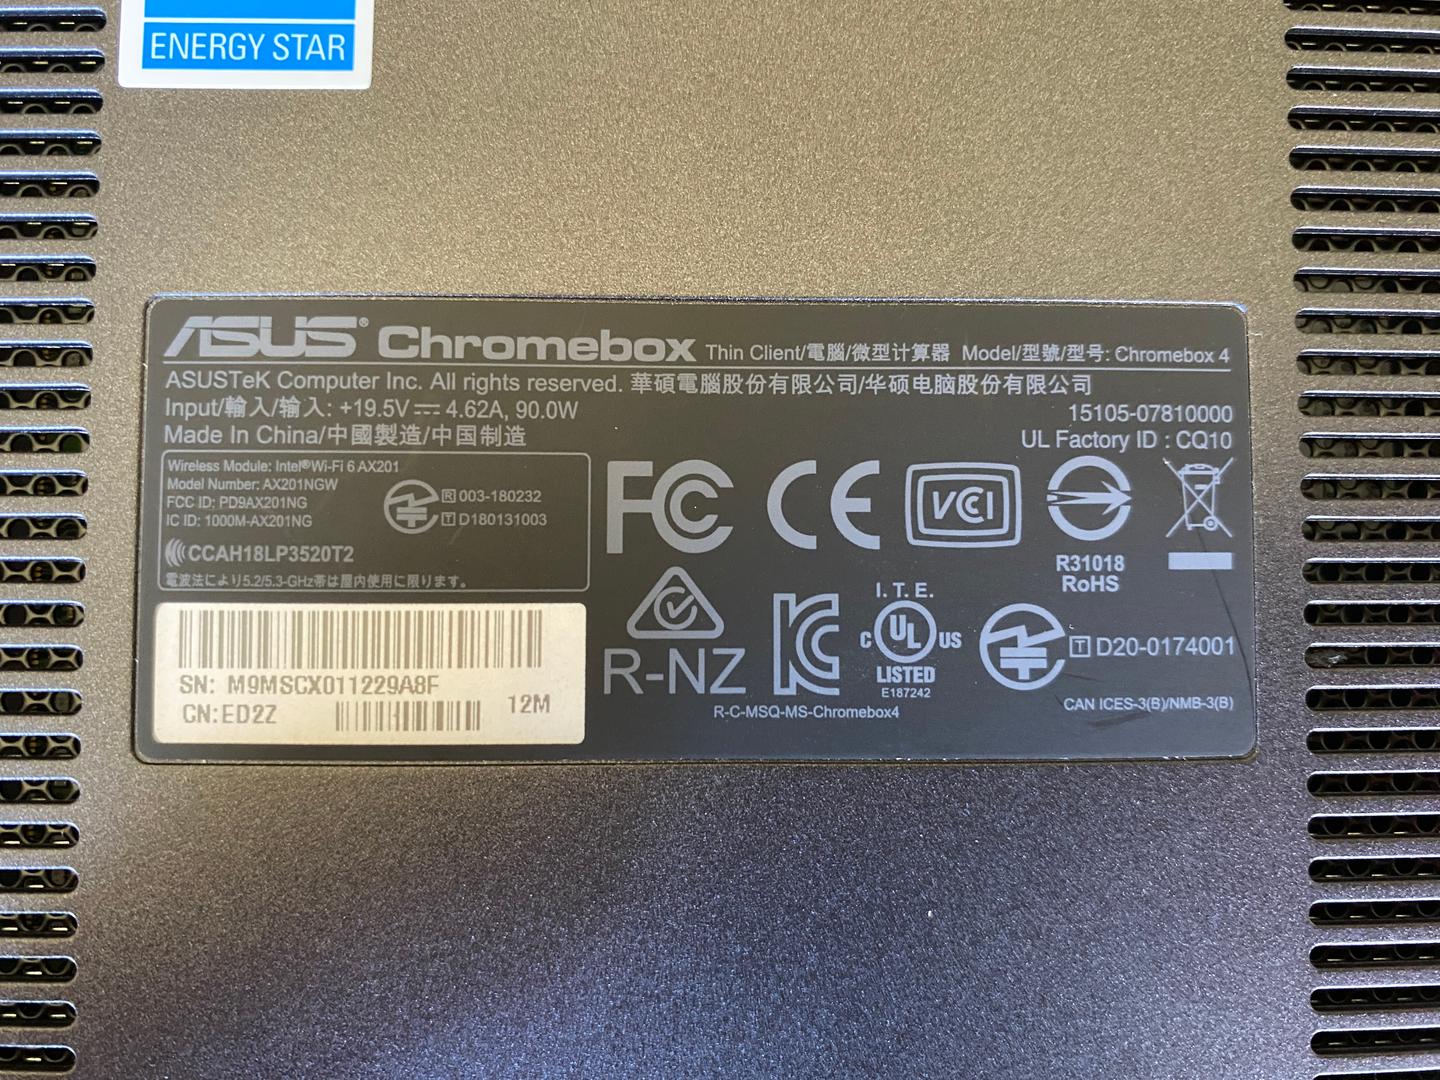 ENERGY STAR
ASUS® Chromebox Thin Client/電腦/微型计算器 Model/型號/型号: Chromebox 4
ASUSTeK Computer Inc. All rights reserved. 華碩電腦股份有限公司/华硕电脑股份有限公司
Input/輸入/输入: +19.5V⎓4.62A, 90.0W
15105-07810000
Made In China/中國製造/中国制造
UL Factory ID : CQ10
Wireless Module: Intel® Wi-Fi 6 AX201
Model Number: AX201NGW
FCC ID: PD9AX201NG
IC ID: 1000M-AX201NG
R 003-180232
T D180131003
CCAH18LP3520T2
電波法により5.2/5.3-GHz帯は屋内使用に限ります。
FC CE VCI
R31018
RoHS
R-NZ
KC
I. T. E.
C UL US
LISTED
E187242
T D20-0174001
R-C-MSQ-MS-Chromebox4
CAN ICES-3(B)/NMB-3(B)
SN: M9MSCX011229A8F
CN:ED2Z
12M